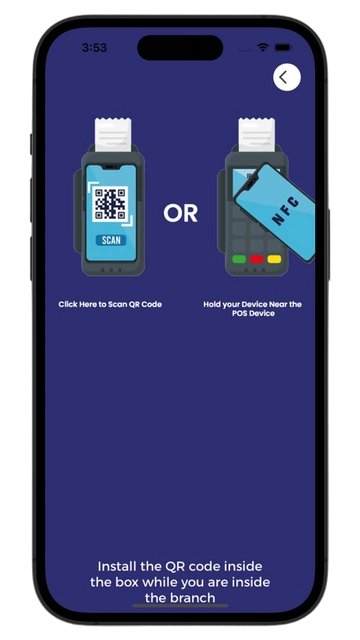 3:53
SCAN
OR
NFC
Click Here to Scan QR Code
Hold your Device Near the
POS Device
Install the QR code inside
the box while you are inside
the branch